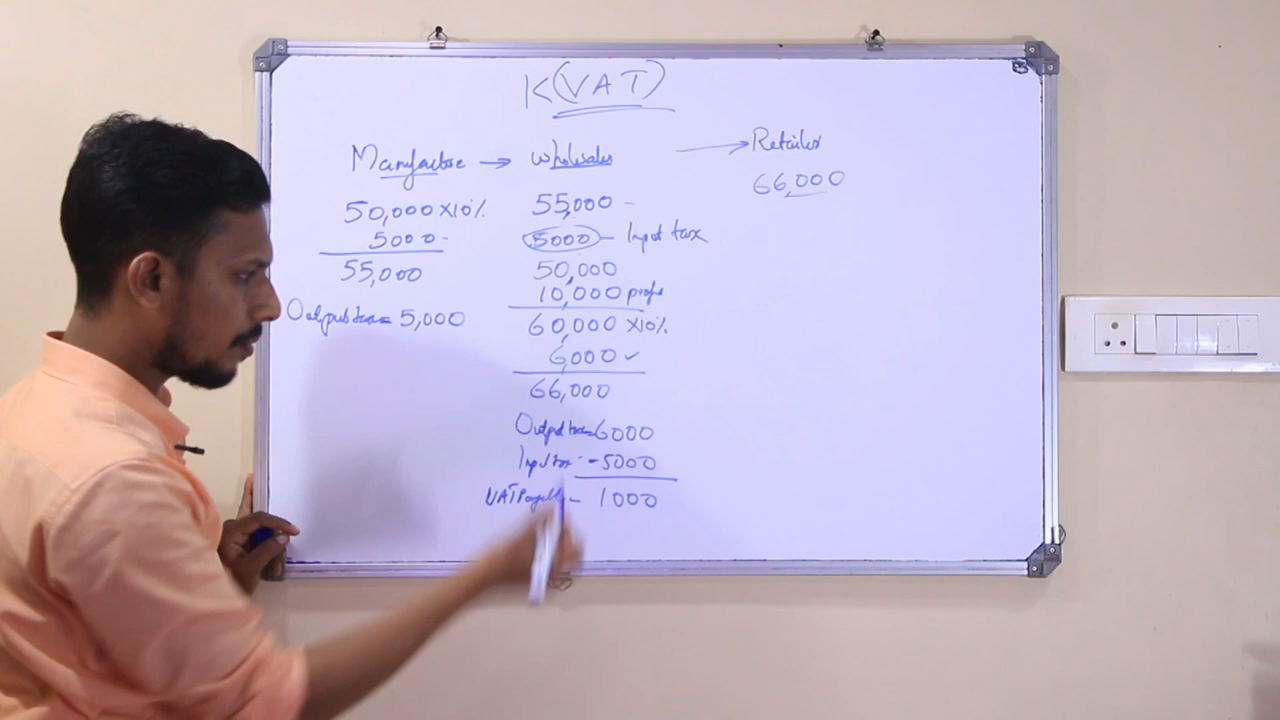 K(VAT)
Manufacture → Wholesaler → Retailer
50,000 X10%
5000-
55,000
Output tax= 5,000
55,000 -
5000 - Input tax
50,000
10,000 profit
60,000 X10%
6,000 ✓
66,000
Output tax=6000
Input tax - -5000
VAT Payable - 1000
66,000